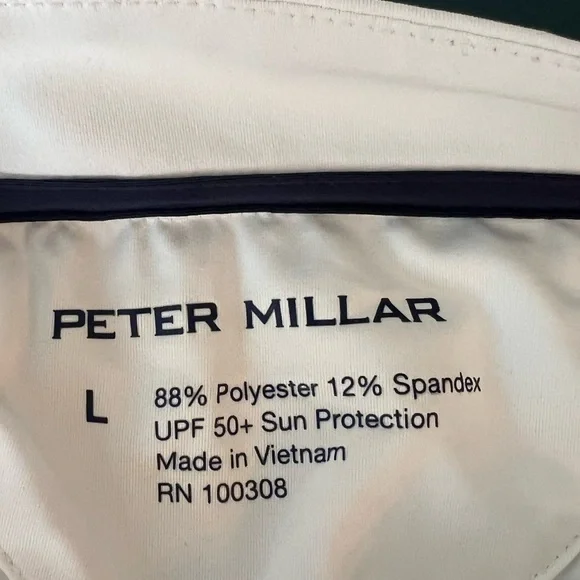 PETER MILLAR
L
88% Polyester 12% Spandex
UPF 50+ Sun Protection
Made in Vietnam
RN 100308